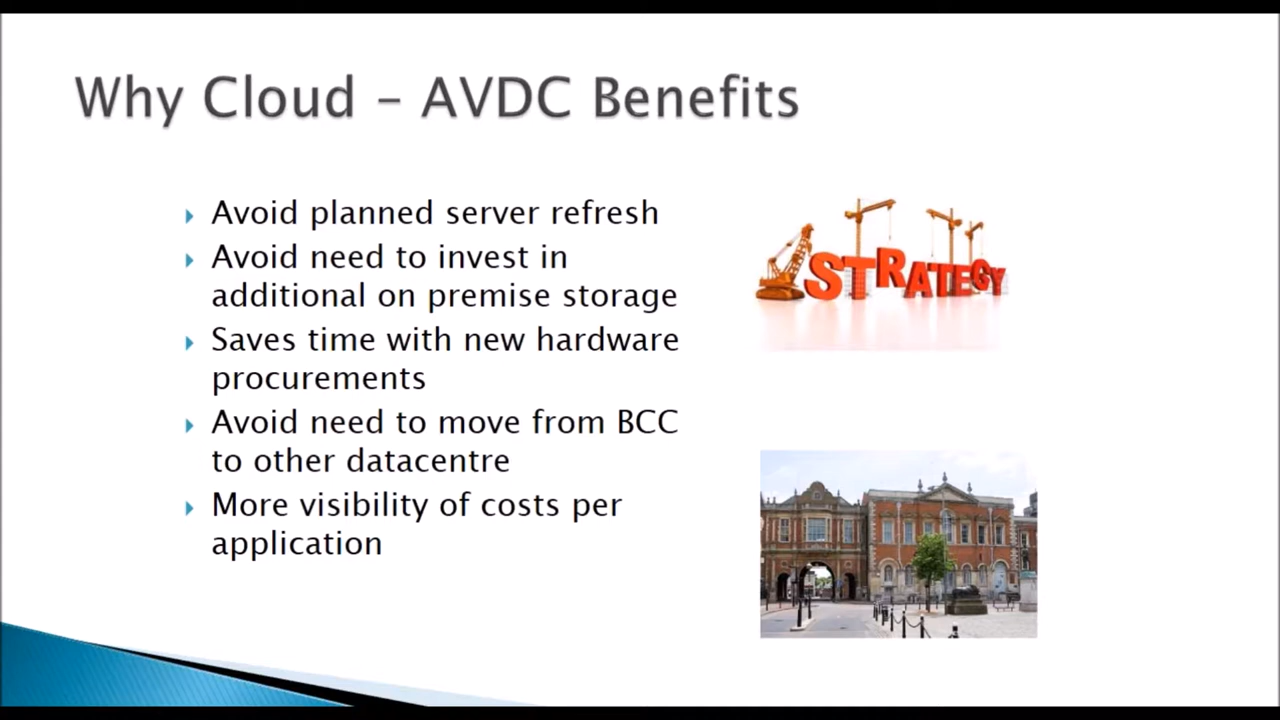 Why Cloud – AVDC Benefits
Avoid planned server refresh
Avoid need to invest in
additional on premise storage
Saves time with new hardware
procurements
Avoid need to move from BCC
to other datacentre
More visibility of costs per
application
STRATEGY